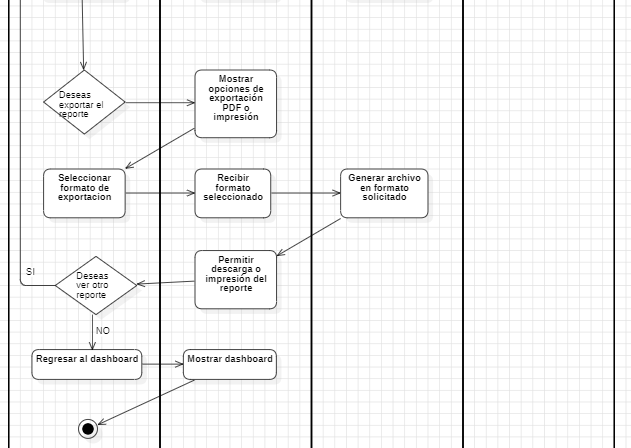 Deseas
exportar el
reporte
Mostrar
opciones de
exportación
PDF o
impresión
Seleccionar
formato de
exportacion
Recibir
formato
seleccionado
Generar archivo
en formato
solicitado
Permitir
descarga o
impresión del
reporte
SI
Deseas
ver otro
reporte
NO
Regresar al dashboard
Mostrar dashboard